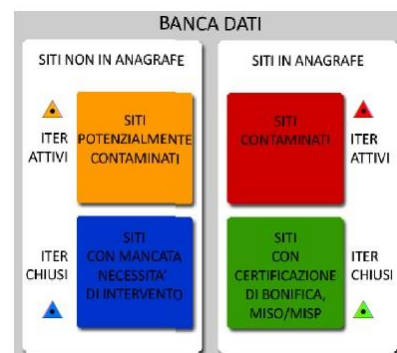 BANCA DATI
SITI NON IN ANAGRAFE
SITI IN ANAGRAFE
ITER
ATTIVI
SITI
POTENZIALMENTE
CONTAMINATI
SITI
CONTAMINATI
ITER
ATTIVI
ITER
CHIUSI
SITI
CON MANCATA
NECESSITA'
DI INTERVENTO
SITI
CON
CERTIFICAZIONE
DI BONIFICA,
MISO/MISP
ITER
CHIUSI